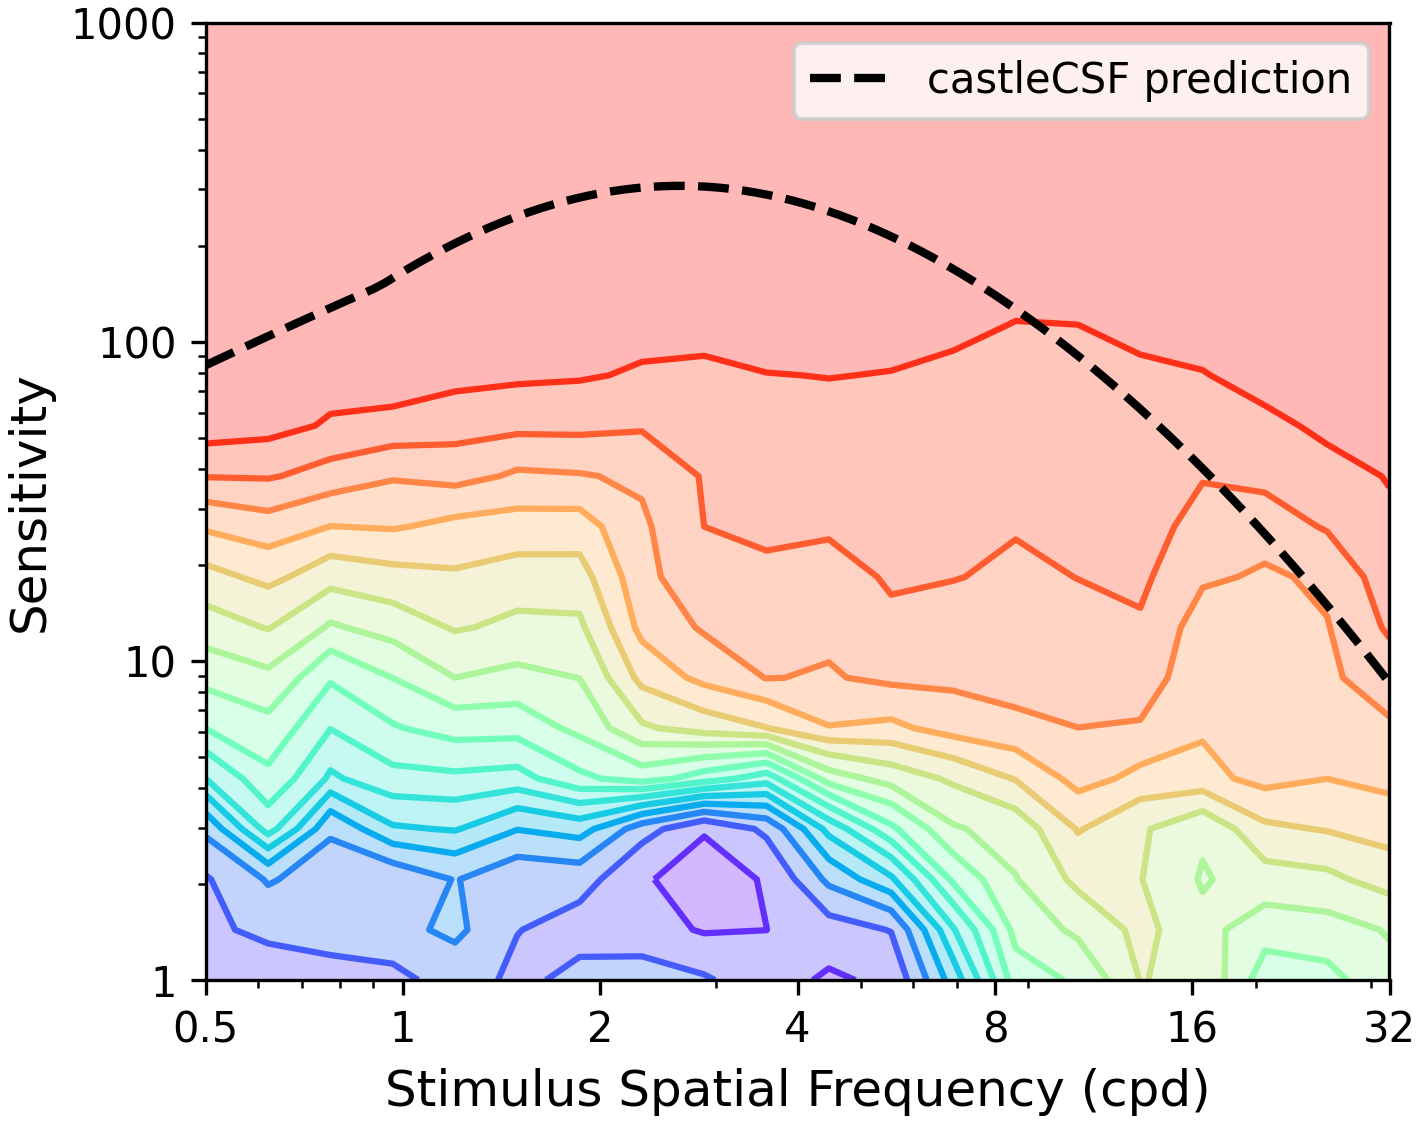 1000
castleCSF prediction
100
Sensitivity
10
1
0.5 1 2 4 8 16 32
Stimulus Spatial Frequency (cpd)